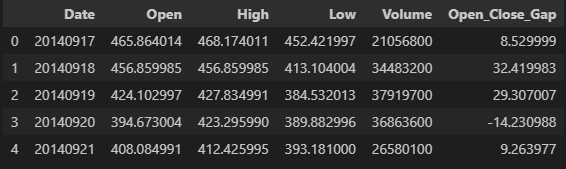 Date Open High Low Volume Open_Close_Gap
0 20140917 465.864014 468.174011 452.421997 21056800 8.529999
1 20140918 456.859985 456.859985 413.104004 34483200 32.419983
2 20140919 424.102997 427.834991 384.532013 37919700 29.307007
3 20140920 394.673004 423.295990 389.882996 36863600 -14.230988
4 20140921 408.084991 412.425995 393.181000 26580100 9.263977